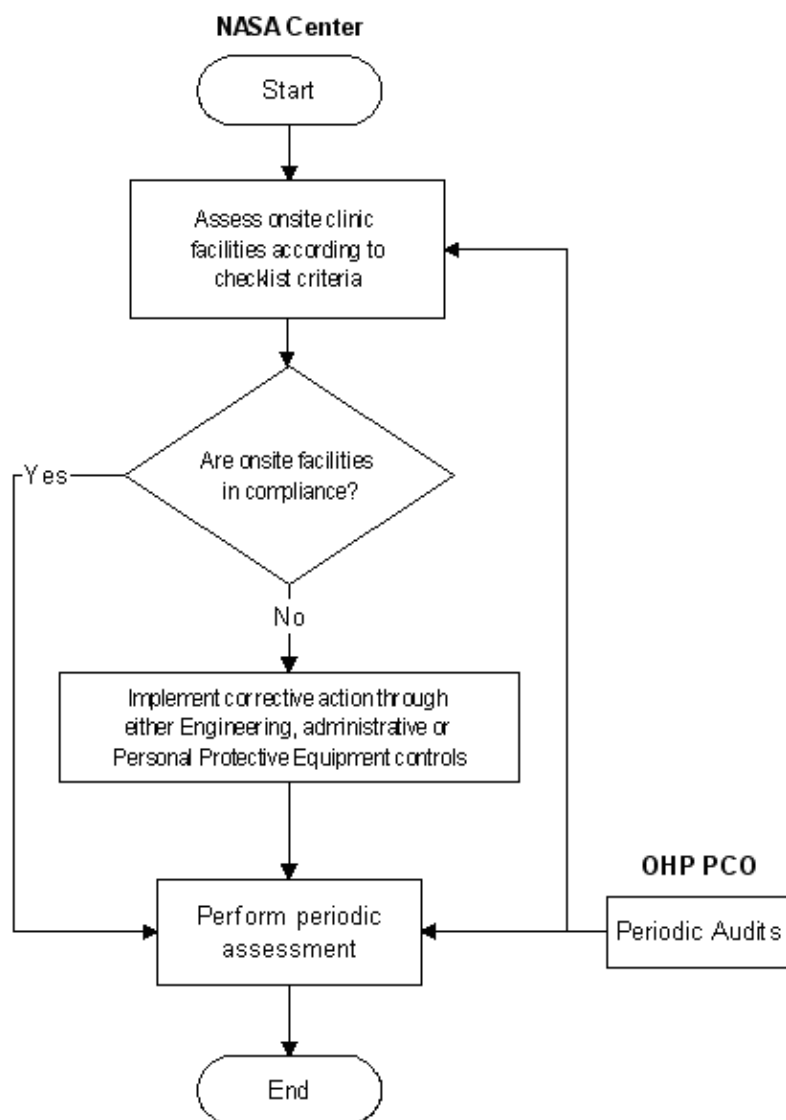 NASA Center
Start
Assess onsite clinic
facilities according to
checklist criteria
Are onsite facilities
in compliance?
Yes
No
Implement corrective action through
either Engineering, administrative or
Personal Protective Equipment controls
OHP PCO
Periodic Audits
Perform periodic
assessment
End